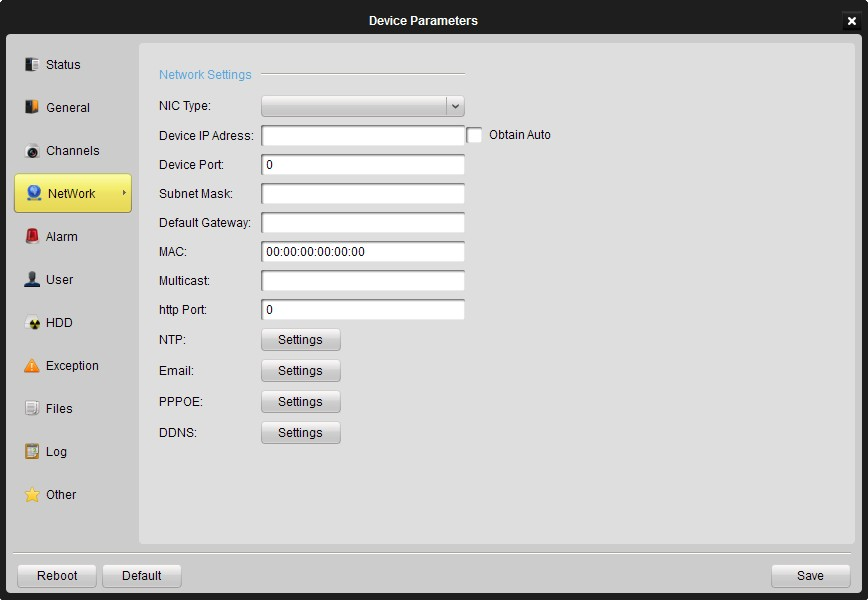 Device Parameters
Status
General
Channels
NetWork
Alarm
User
HDD
Exception
Files
Log
Other
Network Settings
NIC Type:
Device IP Adress:
Obtain Auto
Device Port: 0
Subnet Mask:
Default Gateway:
MAC: 00:00:00:00:00:00
Multicast:
http Port: 0
NTP: Settings
Email: Settings
PPPOE: Settings
DDNS: Settings
Reboot Default Save